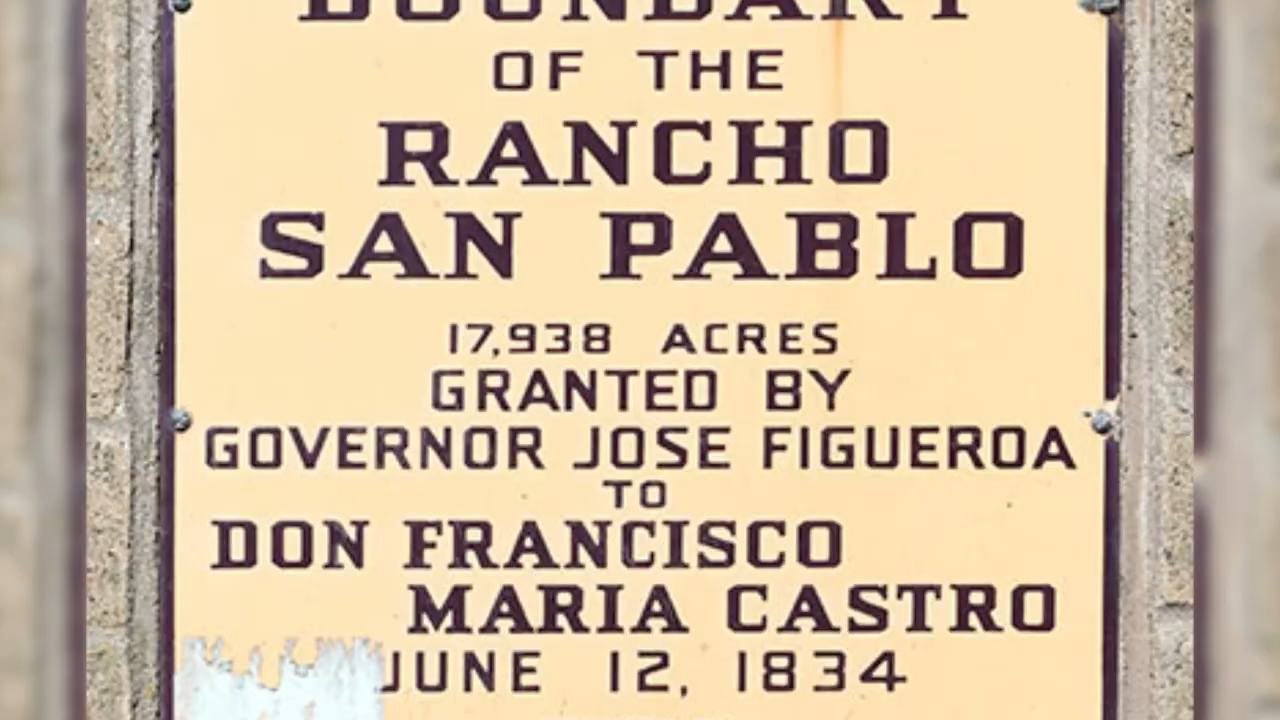 BOUNDARY
OF THE
RANCHO
SAN PABLO
17,938 ACRES
GRANTED BY
GOVERNOR JOSE FIGUEROA
TO
DON FRANCISCO
MARIA CASTRO
JUNE 12, 1834